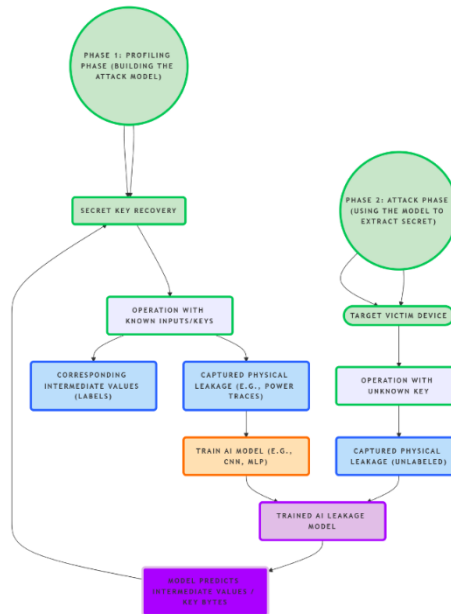 PHASE 1: PROFILING
PHASE (BUILDING THE
ATTACK MODEL)
PHASE 2: ATTACK PHASE
(USING THE MODEL TO
EXTRACT SECRET)
SECRET KEY RECOVERY
OPERATION WITH
KNOWN INPUTS/KEYS
TARGET VICTIM DEVICE
CORRESPONDING
INTERMEDIATE VALUES
(LABELS)
CAPTURED PHYSICAL
LEAKAGE (E.G., POWER
TRACES)
OPERATION WITH
UNKNOWN KEY
TRAIN AI MODEL (E.G.,
CNN, MLP)
CAPTURED PHYSICAL
LEAKAGE (UNLABELED)
TRAINED AI LEAKAGE
MODEL
MODEL PREDICTS
INTERMEDIATE VALUES /
KEY BYTES